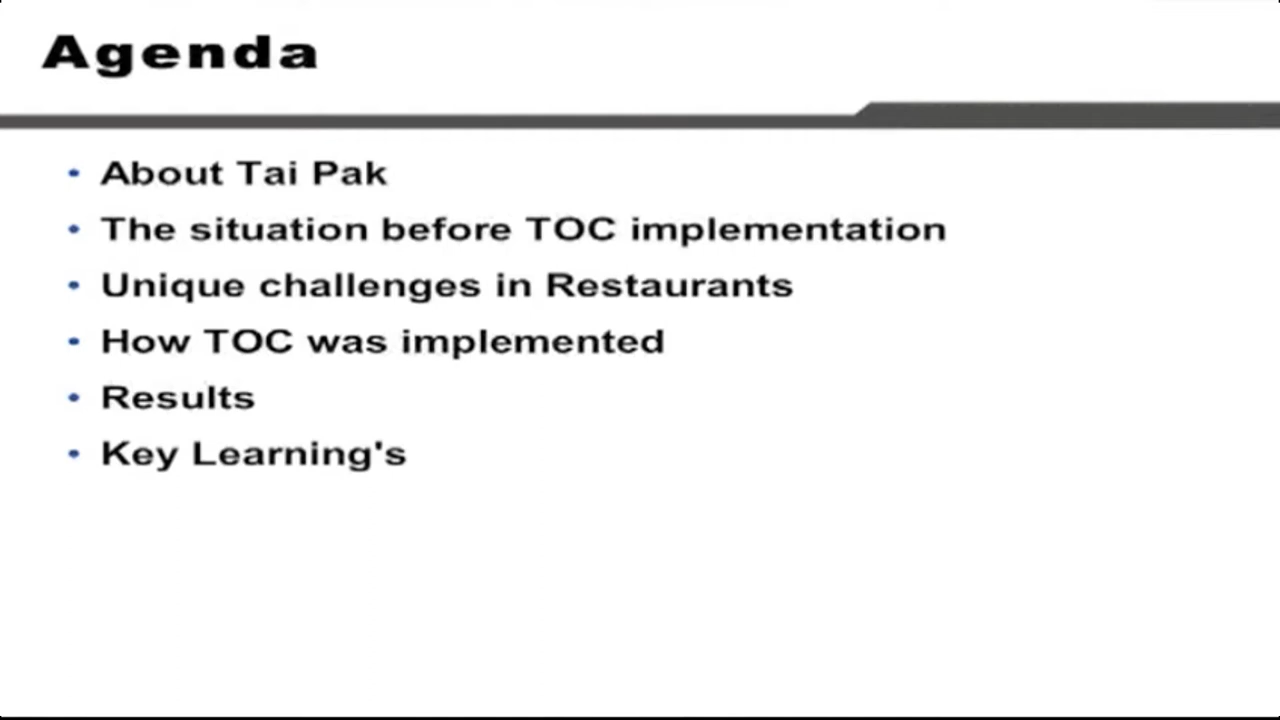 Agenda
• About Tai Pak
• The situation before TOC implementation
• Unique challenges in Restaurants
• How TOC was implemented
• Results
• Key Learning's